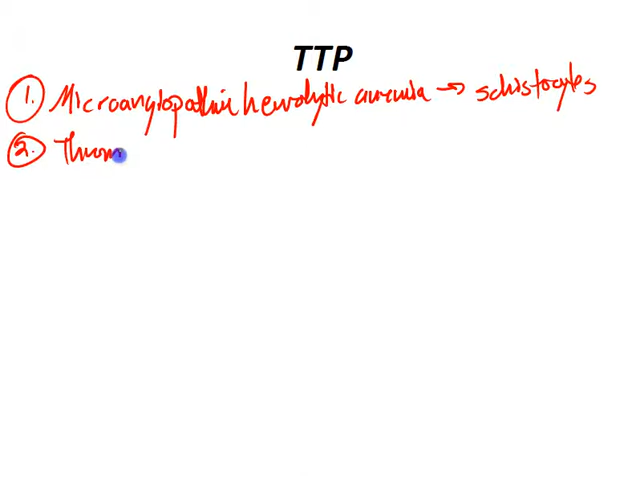 TTP
1. Microangiopathic hemolytic anemia → schistocytes
2. Throm